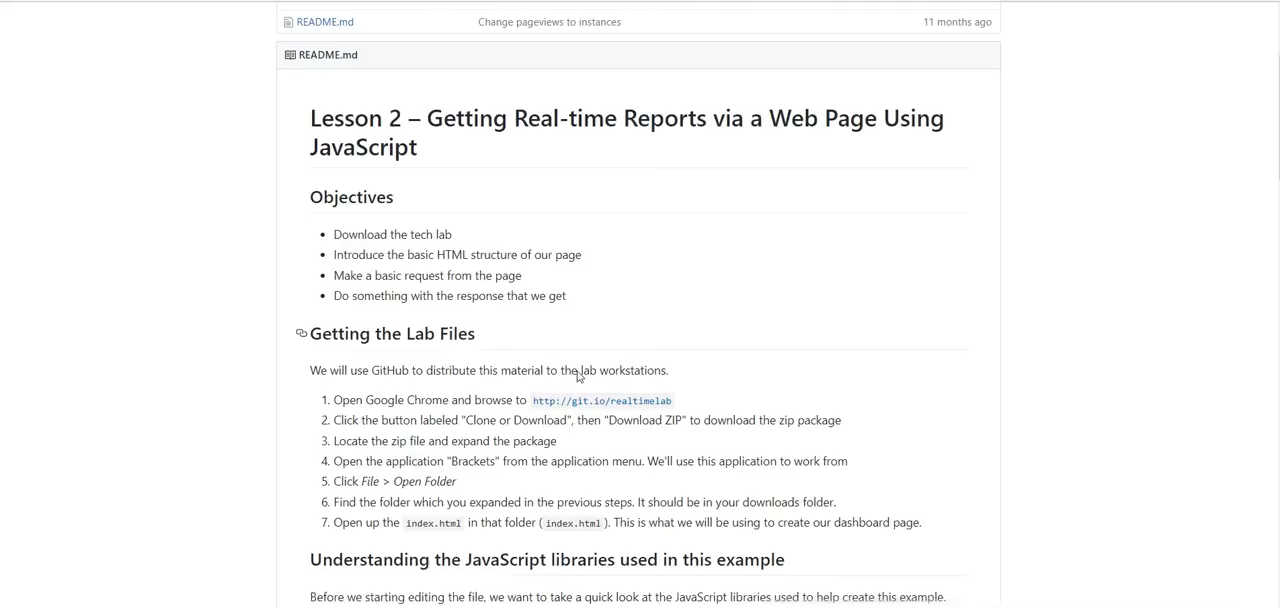 README.md Change pageviews to instances 11 months ago
README.md
Lesson 2 – Getting Real-time Reports via a Web Page Using
JavaScript
Objectives
• Download the tech lab
• Introduce the basic HTML structure of our page
• Make a basic request from the page
• Do something with the response that we get
Getting the Lab Files
We will use GitHub to distribute this material to the lab workstations.
1. Open Google Chrome and browse to http://git.io/realtimelab
2. Click the button labeled "Clone or Download", then "Download ZIP" to download the zip package
3. Locate the zip file and expand the package
4. Open the application "Brackets" from the application menu. We'll use this application to work from
5. Click File > Open Folder
6. Find the folder which you expanded in the previous steps. It should be in your downloads folder.
7. Open up the index.html in that folder ( index.html ). This is what we will be using to create our dashboard page.
Understanding the JavaScript libraries used in this example
Before we starting editing the file, we want to take a quick look at the JavaScript libraries used to help create this example.